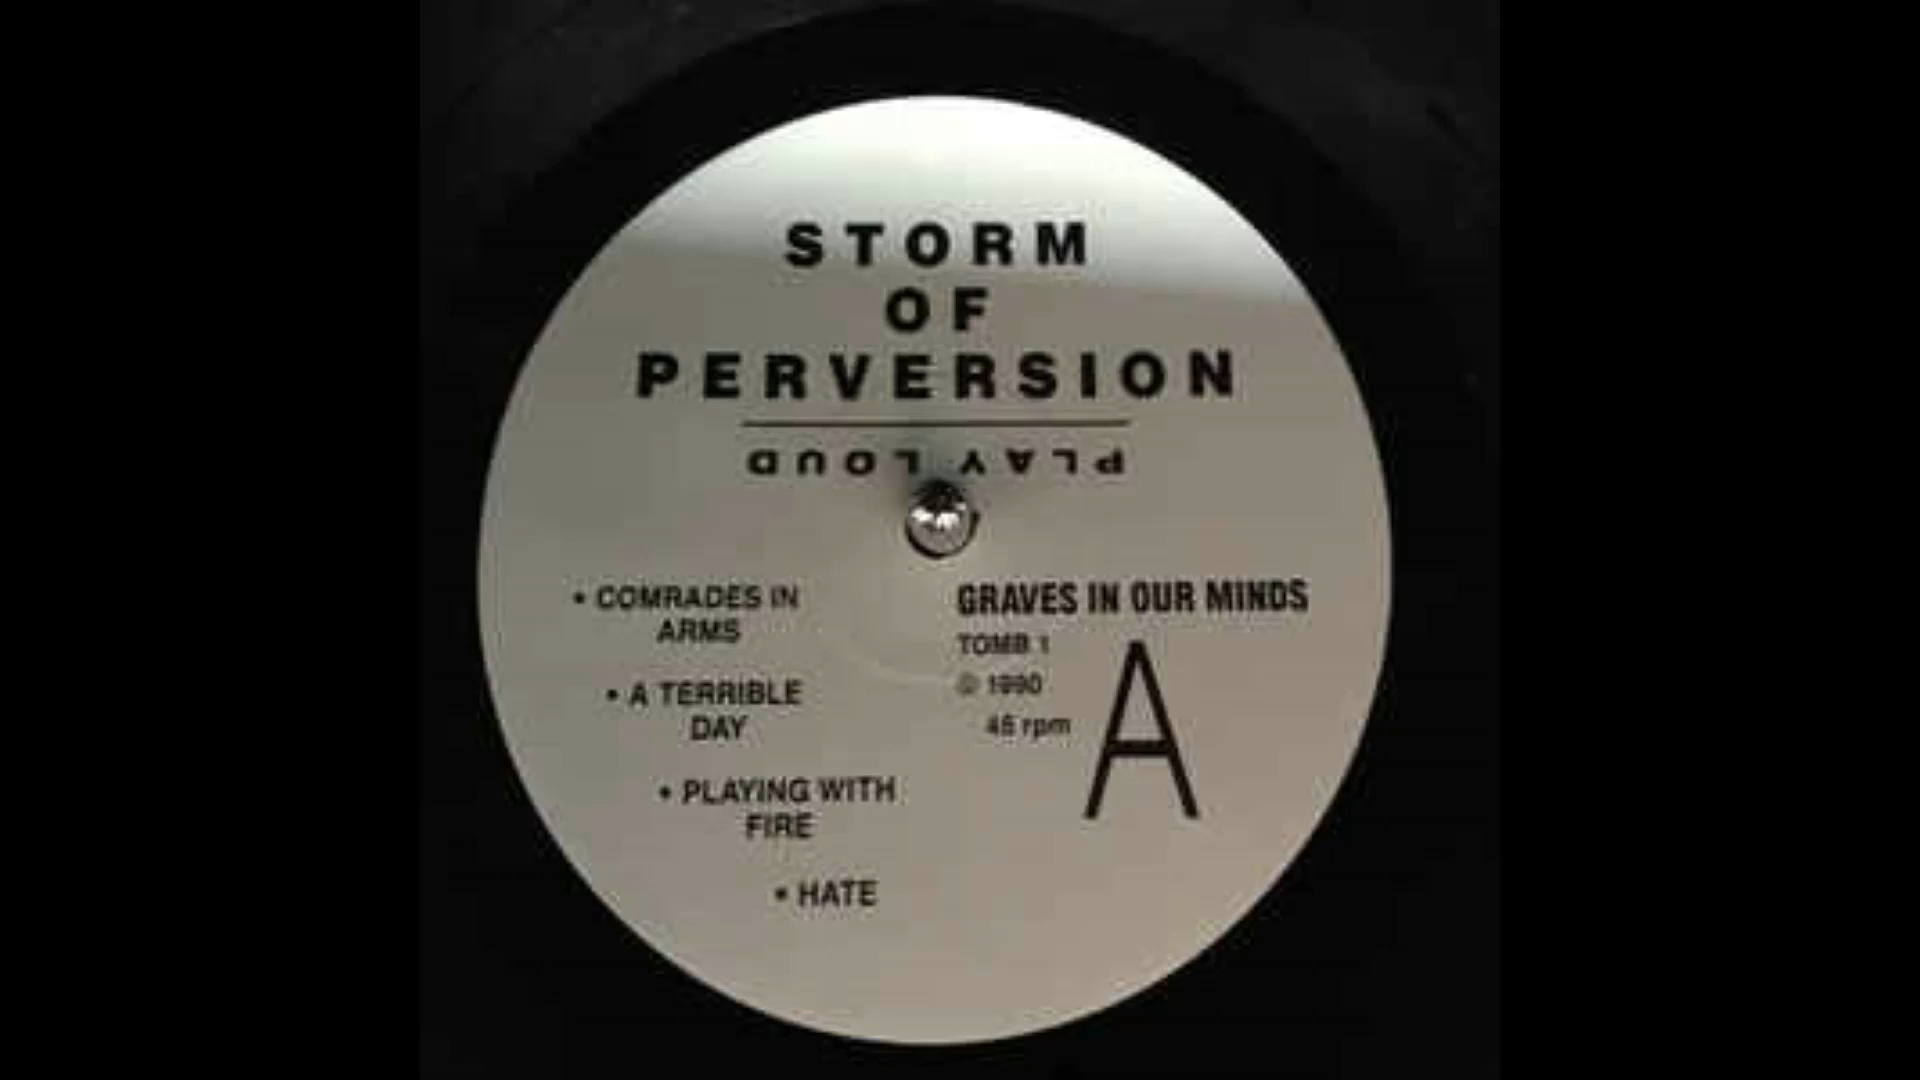 STORM
OF
PERVERSION
PLAY LOUD
• COMRADES IN
ARMS
• A TERRIBLE
DAY
• PLAYING WITH
FIRE
• HATE
GRAVES IN OUR MINDS
TOMB 1
© 1990
45 rpm
A